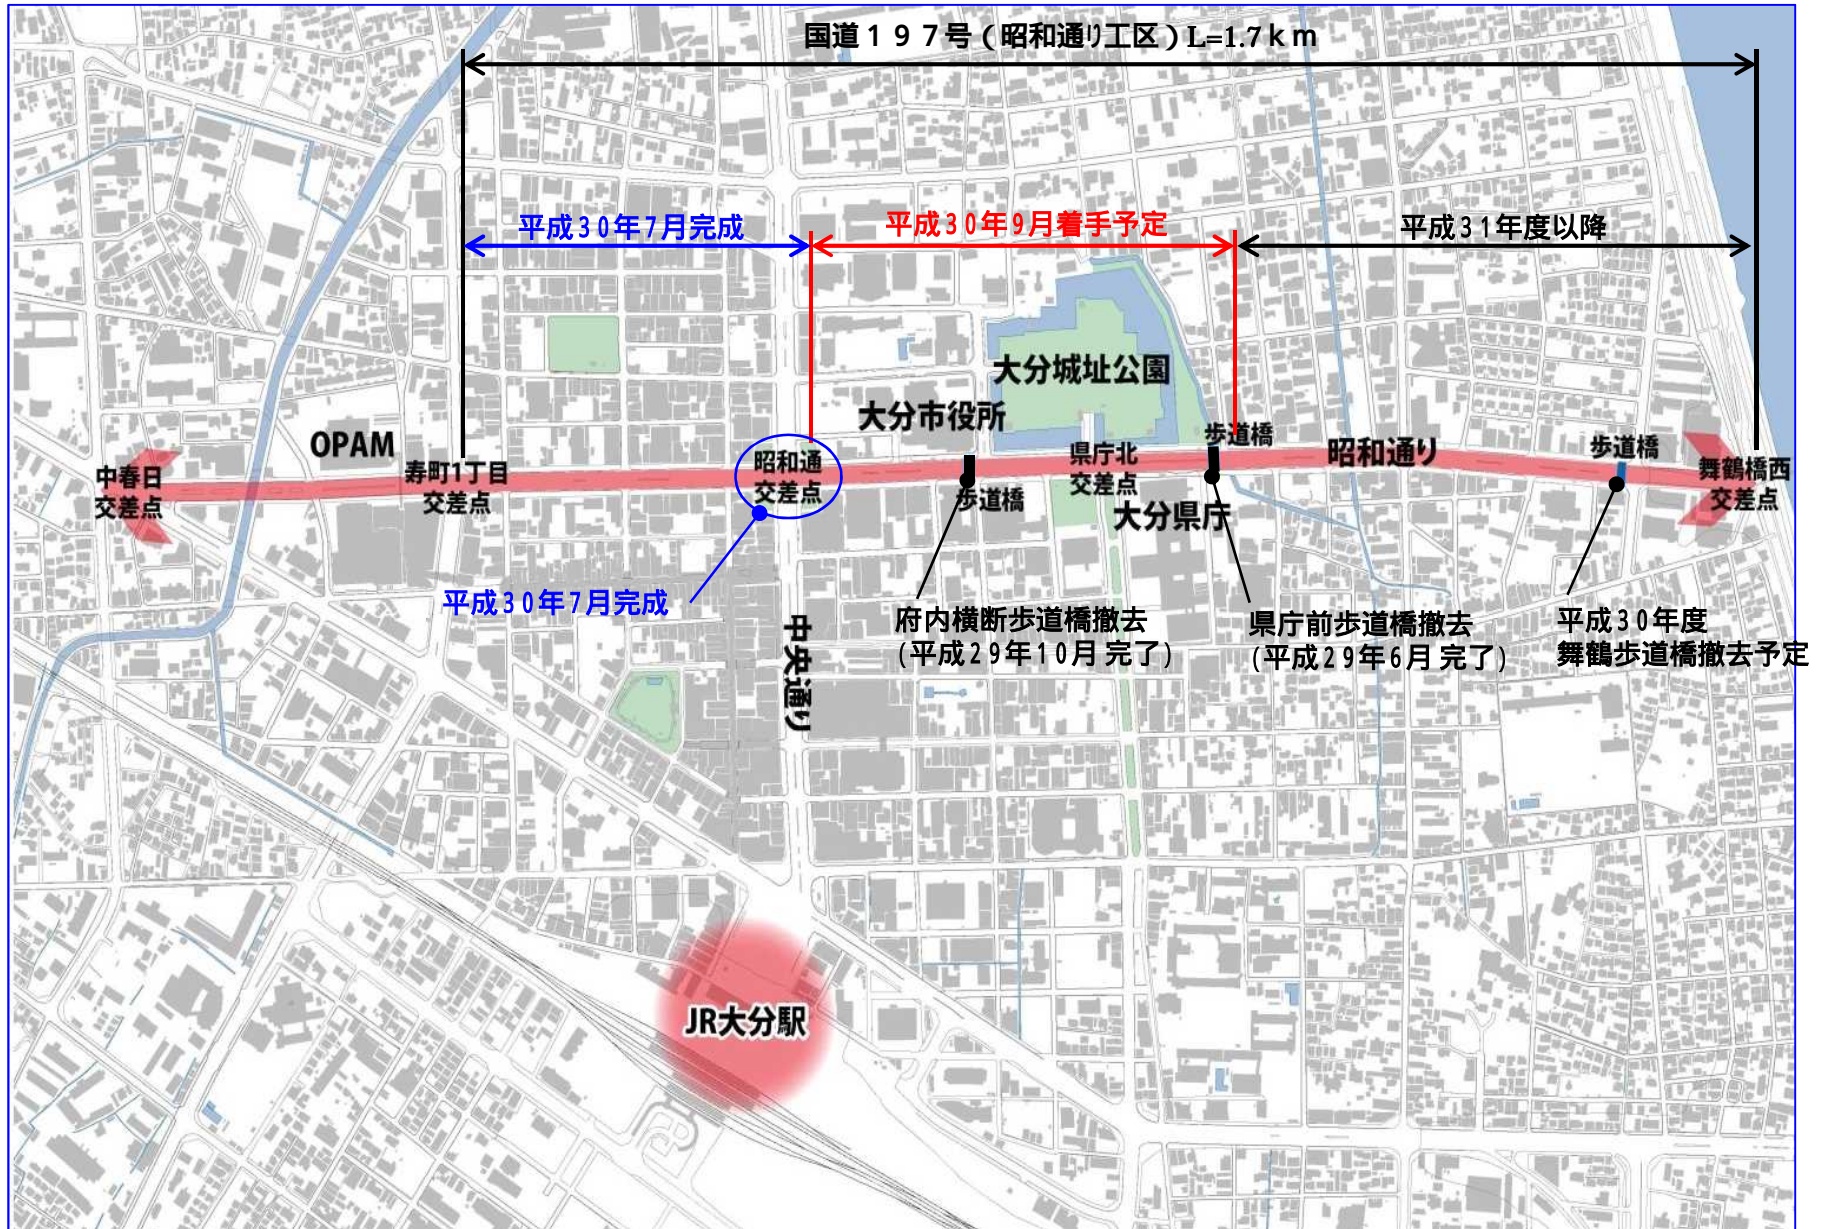 国道１９７号（昭和通り工区）L=1.7ｋｍ
平成30年7月完成
平成30年9月着手予定
平成31年度以降
大分城址公園
大分市役所
OPAM
中春日
交差点
寿町1丁目
交差点
昭和通
交差点
歩道橋
県庁北
交差点
歩道橋
大分県庁
昭和通り
歩道橋
舞鶴橋西
交差点
平成30年7月完成
府内横断歩道橋撤去
(平成29年10月 完了)
県庁前歩道橋撤去
(平成29年6月 完了)
平成30年度
舞鶴歩道橋撤去予定
中央通り
JR大分駅